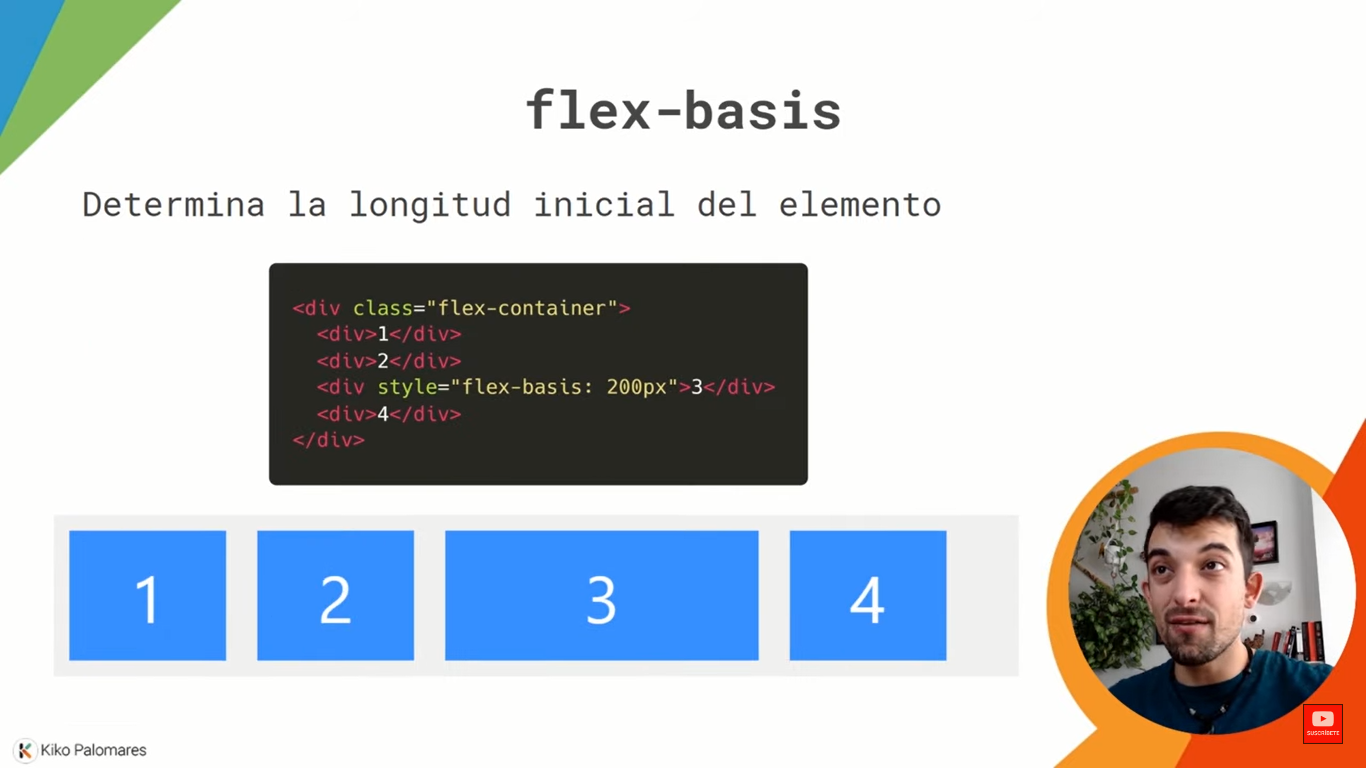 flex-basis
Determina la longitud inicial del elemento
<div class="flex-container">
  <div>1</div>
  <div>2</div>
  <div style="flex-basis: 200px">3</div>
  <div>4</div>
</div>
1 2 3 4
Kiko Palomares
SUSCRÍBETE